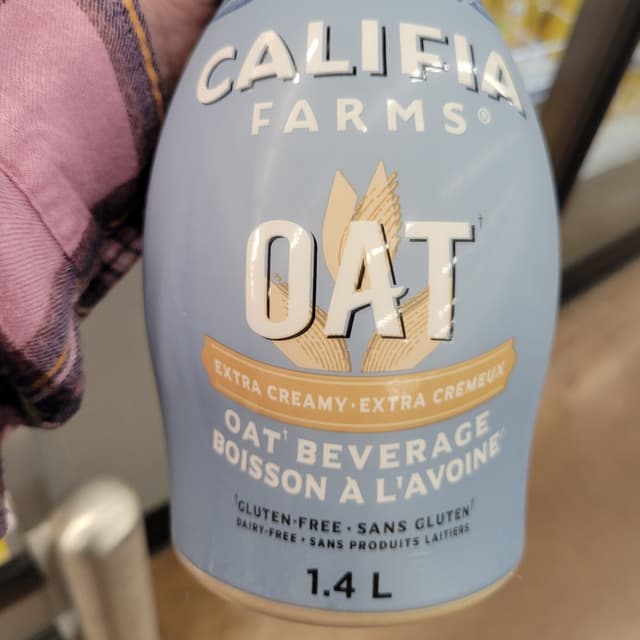 CALIFIA
FARMS®
OAT†
EXTRA CREAMY · EXTRA CRÉMEUX
OAT† BEVERAGE
BOISSON À L'AVOINE†
†GLUTEN-FREE · SANS GLUTEN†
DAIRY-FREE · SANS PRODUITS LAITIERS
1.4 L